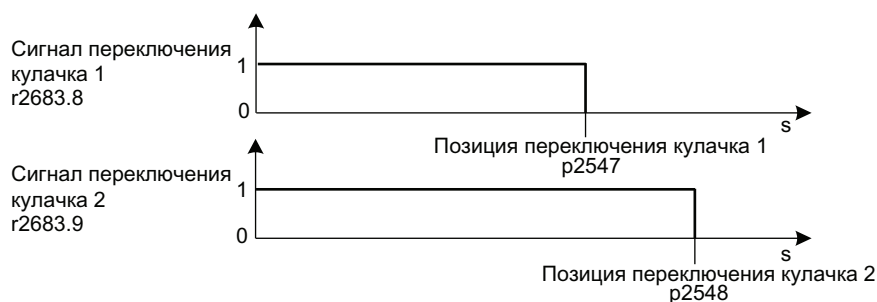 Сигнал переключения
кулачка 1
r2683.8
1
0
s
Позиция переключения кулачка 1
p2547
Сигнал переключения
кулачка 2
r2683.9
1
0
s
Позиция переключения кулачка 2
p2548